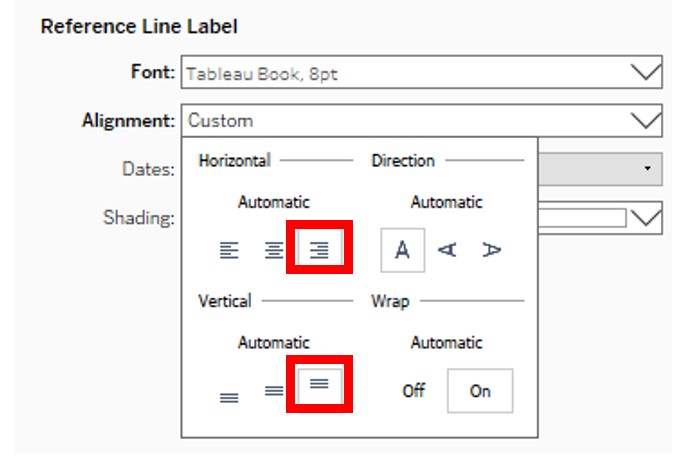 Reference Line Label
Font: Tableau Book, 8pt
Alignment: Custom
Dates:
Shading:
Horizontal Direction
Automatic Automatic
A A A
Vertical Wrap
Automatic Automatic
Off On